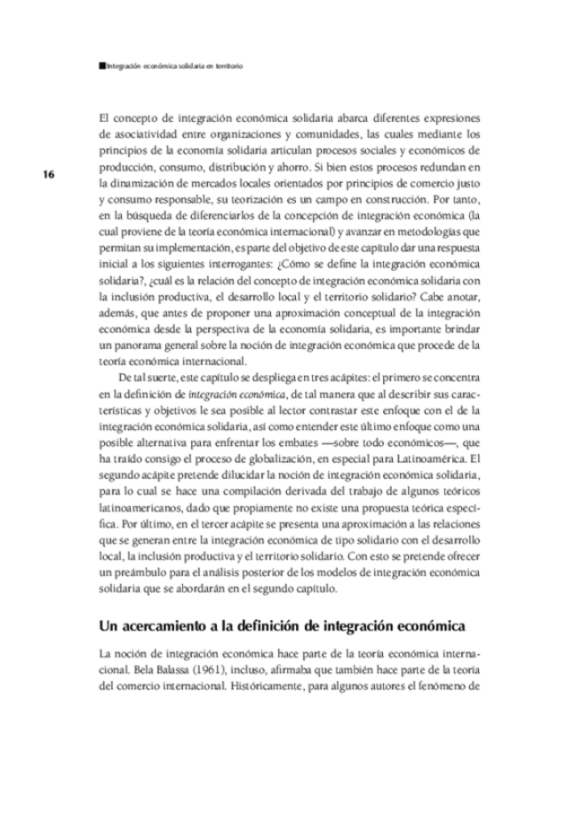 Integración económica solidaria en territorio
El concepto de integración económica solidaria abarca diferentes expresiones
de asociatividad entre organizaciones y comunidades, las cuales mediante los
principios de la economía solidaria articulan procesos sociales y económicos de
producción, consumo, distribución y ahorro. Si bien estos procesos redundan en
16
la dinamización de mercados locales orientados por principios de comercio justo
y consumo responsable, su teorización es un campo en construcción. Por tanto,
en la búsqueda de diferenciarlos de la concepción de integración económica (la
cual proviene de la teoría económica internacional) y avanzar en metodologías que
permitan su implementación, es parte del objetivo de este capítulo dar una respuesta
inicial a los siguientes interrogantes: ¿Cómo se define la integración económica
solidaria?, ¿cuál es la relación del concepto de integración económica solidaria con
la inclusión productiva, el desarrollo local y el territorio solidario? Cabe anotar,
además, que antes de proponer una aproximación conceptual de la integración
económica desde la perspectiva de la economía solidaria, es importante brindar
un panorama general sobre la noción de integración económica que procede de la
teoría económica internacional.
De tal suerte, este capítulo se despliega en tres acápites: el primero se concentra
en la definición de integración económica, de tal manera que al describir sus carac-
terísticas y objetivos le sea posible al lector contrastar este enfoque con el de la
integración económica solidaria, así como entender este último enfoque como una
posible alternativa para enfrentar los embates —sobre todo económicos—, que
ha traído consigo el proceso de globalización, en especial para Latinoamérica. El
segundo acápite pretende dilucidar la noción de integración económica solidaria,
para lo cual se hace una compilación derivada del trabajo de algunos teóricos
latinoamericanos, dado que propiamente no existe una propuesta teórica especí-
fica. Por último, en el tercer acápite se presenta una aproximación a las relaciones
que se generan entre la integración económica de tipo solidario con el desarrollo
local, la inclusión productiva y el territorio solidario. Con esto se pretende ofrecer
un preámbulo para el análisis posterior de los modelos de integración económica
solidaria que se abordarán en el segundo capítulo.
Un acercamiento a la definición de integración económica
La noción de integración económica hace parte de la teoría económica interna-
cional. Bela Balassa (1961), incluso, afirmaba que también hace parte de la teoría
del comercio internacional. Históricamente, para algunos autores el fenómeno de